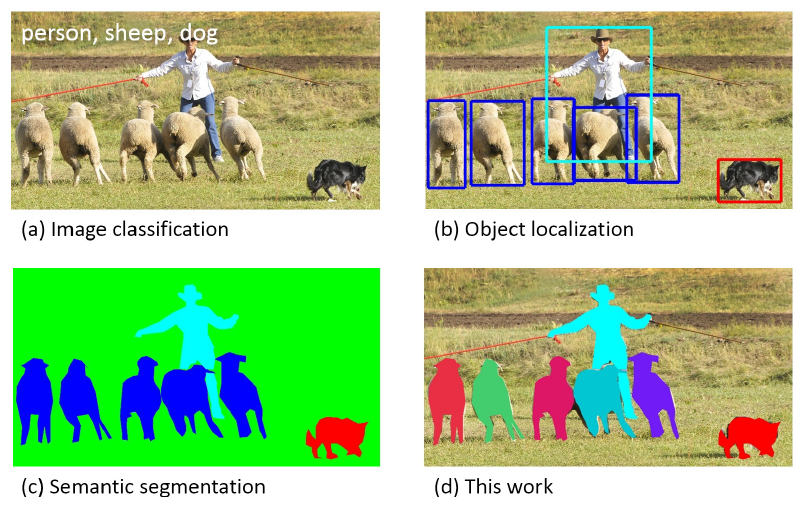 person, sheep, dog
(a) Image classification
(b) Object localization
(c) Semantic segmentation
(d) This work